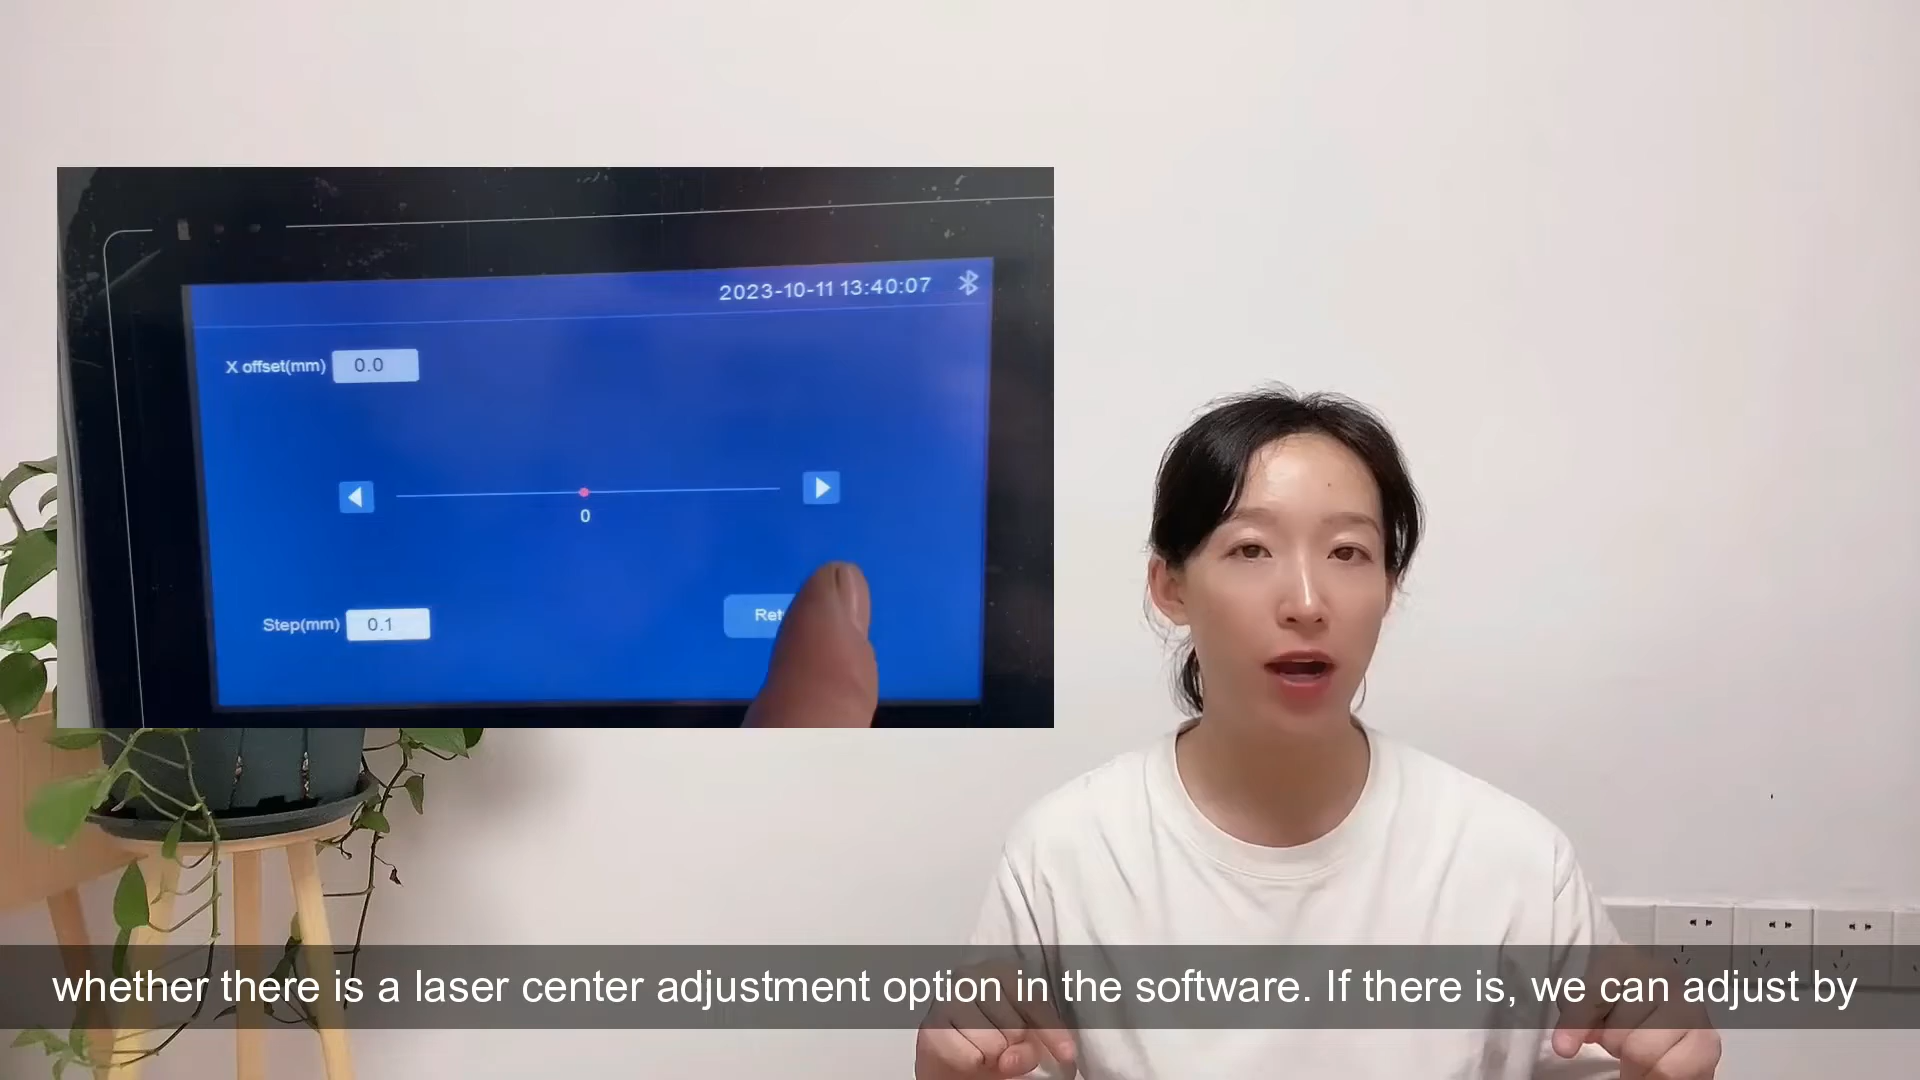 2023-10-11 13:40:07
X offset(mm) 0.0
0
Step(mm) 0.1
whether there is a laser center adjustment option in the software. If there is, we can adjust by